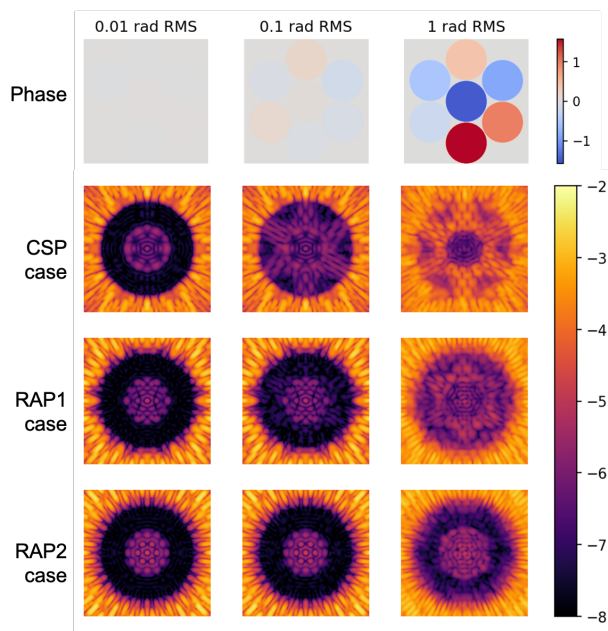 0.01 rad RMS 0.1 rad RMS 1 rad RMS
Phase
1
0
−1
CSP
case
RAP1
case
RAP2
case
−2
−3
−4
−5
−6
−7
−8